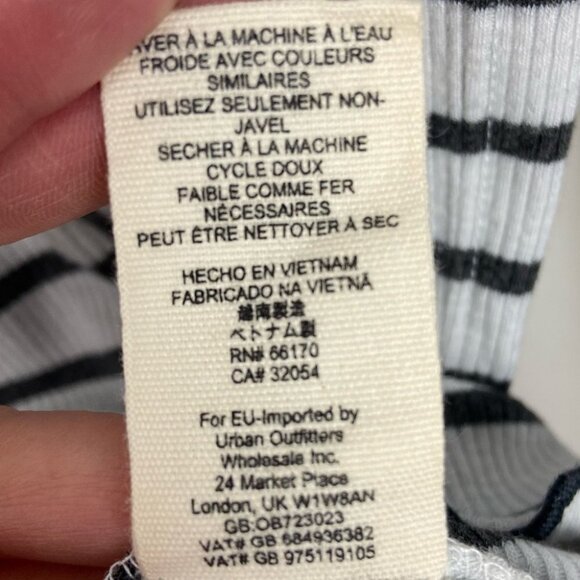 AVER À LA MACHINE À L'EAU
FROIDE AVEC COULEURS
SIMILAIRES
UTILISEZ SEULEMENT NON-
JAVEL
SECHER À LA MACHINE
CYCLE DOUX
FAIBLE COMME FER
NÉCESSAIRES
PEUT ÊTRE NETTOYER À SEC
HECHO EN VIETNAM
FABRICADO NA VIETNÃ
越南製造
ベトナム製
RN# 66170
CA# 32054
For EU-Imported by
Urban Outfitters
Wholesale Inc.
24 Market Place
London, UK W1W8AN
GB:OB723023
VAT# GB 684936382
VAT# GB 975119105